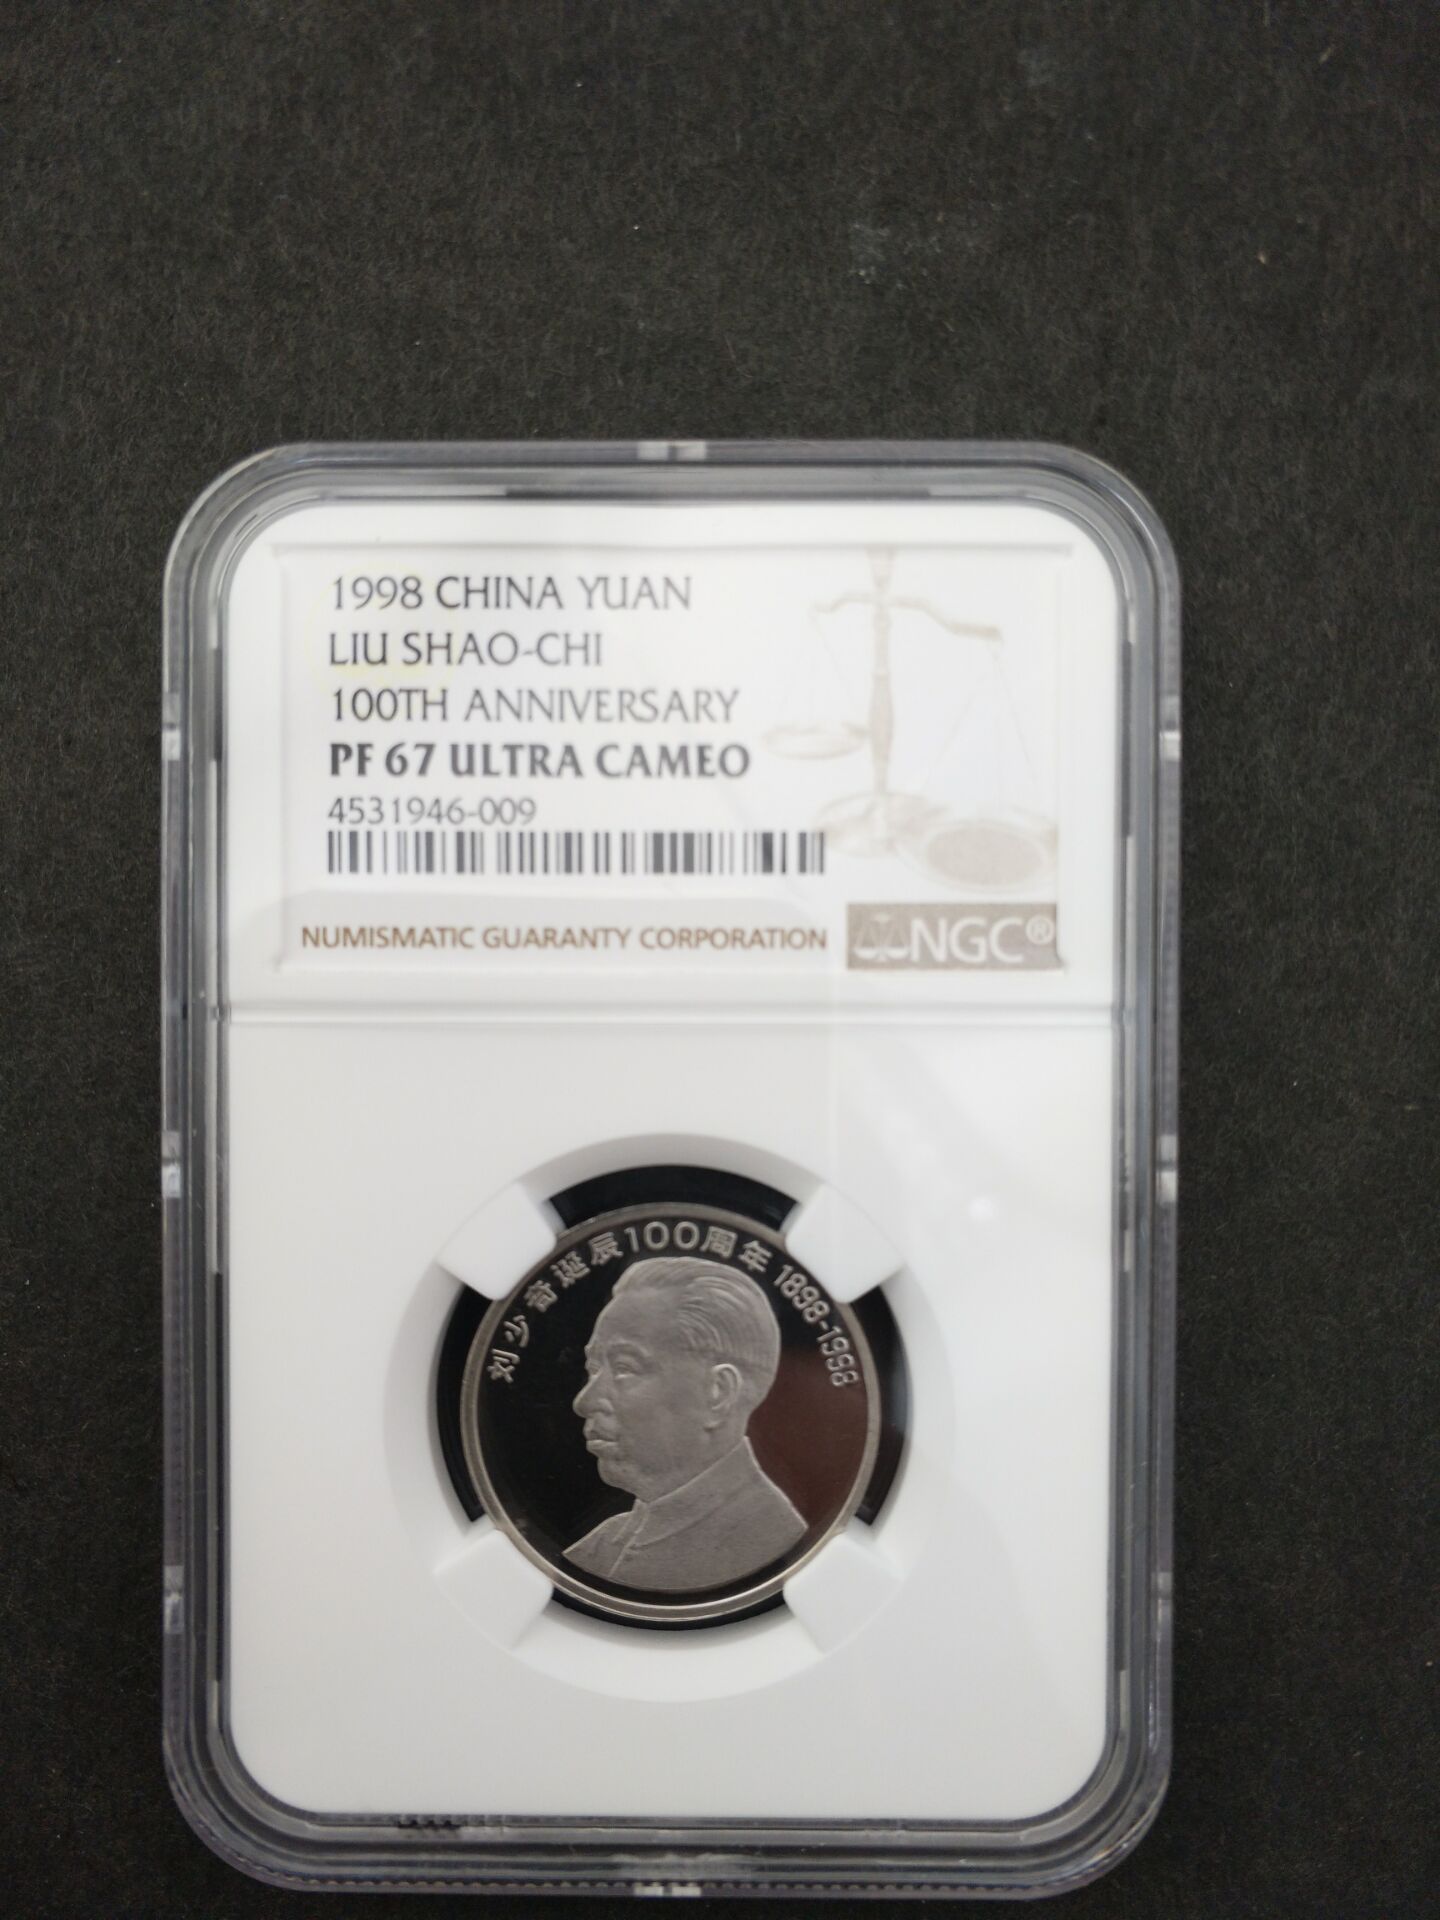 1998 CHINA YUAN
LIU SHAO-CHI
100TH ANNIVERSARY
PF 67 ULTRA CAMEO
4531946-009
NUMISMATIC GUARANTY CORPORATION
NGC®
刘少奇诞辰100周年 1898-1998